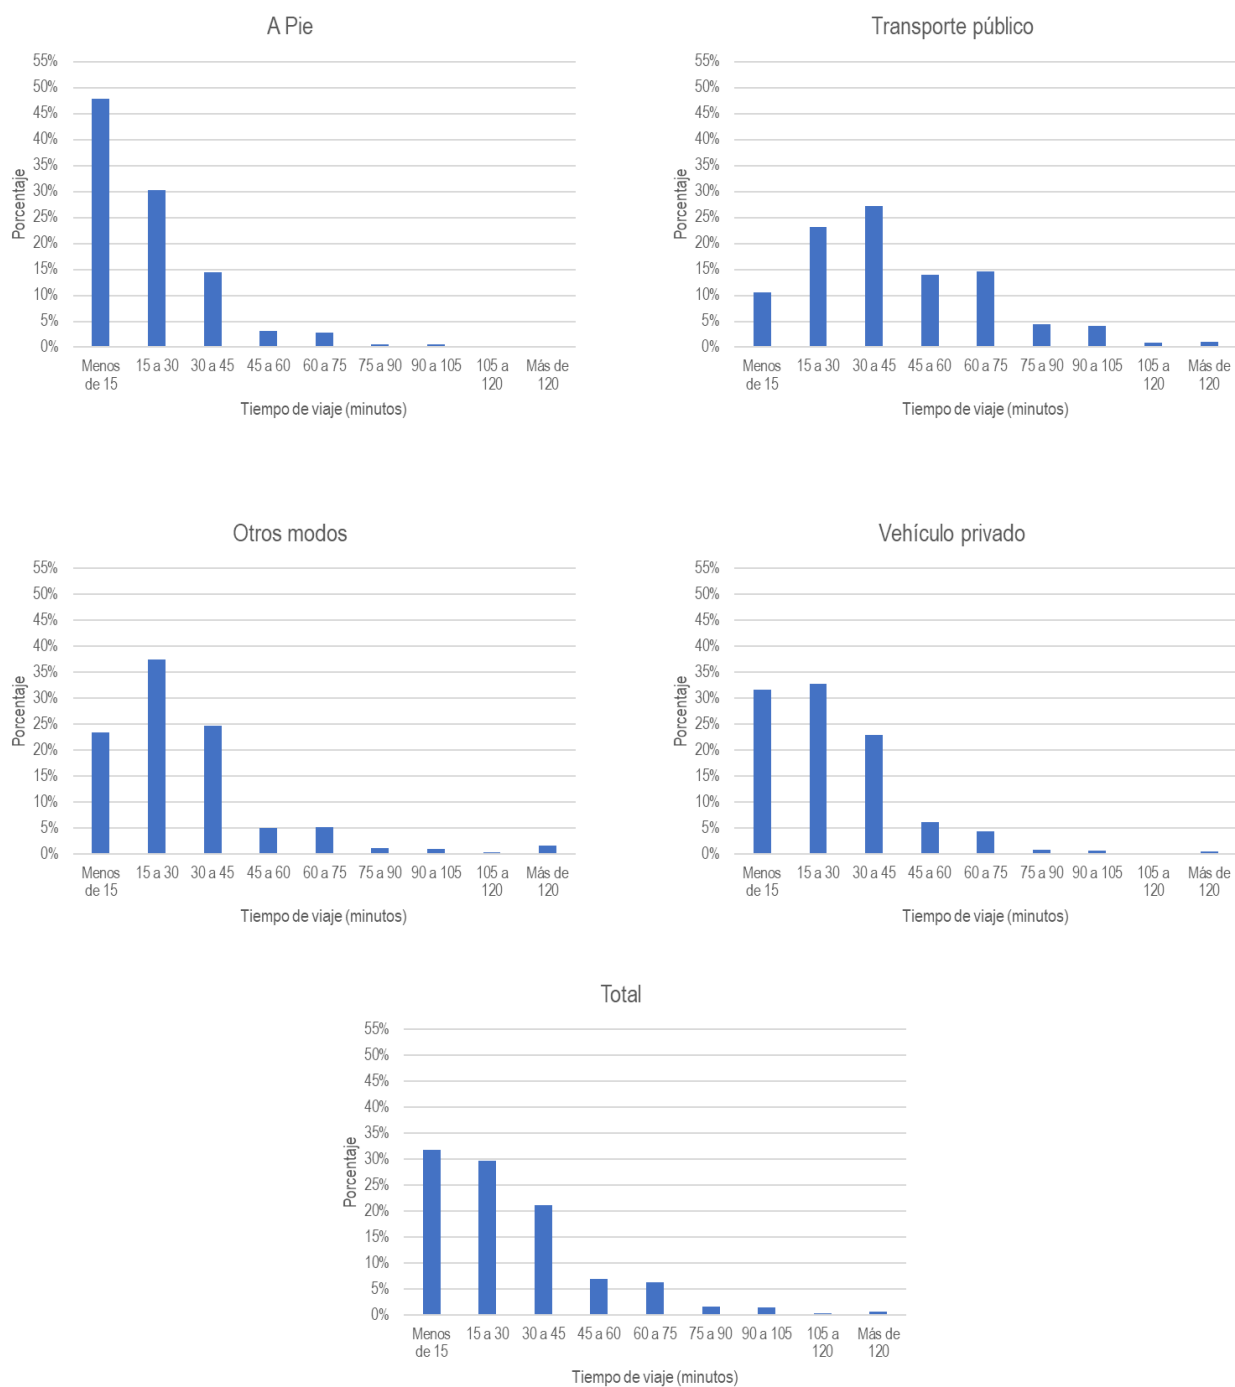 A Pie
55%
50%
45%
40%
35%
30%
25%
20%
15%
10%
5%
0%
Porcentaje
Menos de 15
15 a 30
30 a 45
45 a 60
60 a 75
75 a 90
90 a 105
105 a 120
Más de 120
Tiempo de viaje (minutos)
Transporte público
55%
50%
45%
40%
35%
30%
25%
20%
15%
10%
5%
0%
Porcentaje
Menos de 15
15 a 30
30 a 45
45 a 60
60 a 75
75 a 90
90 a 105
105 a 120
Más de 120
Tiempo de viaje (minutos)
Otros modos
55%
50%
45%
40%
35%
30%
25%
20%
15%
10%
5%
0%
Porcentaje
Menos de 15
15 a 30
30 a 45
45 a 60
60 a 75
75 a 90
90 a 105
105 a 120
Más de 120
Tiempo de viaje (minutos)
Vehículo privado
55%
50%
45%
40%
35%
30%
25%
20%
15%
10%
5%
0%
Porcentaje
Menos de 15
15 a 30
30 a 45
45 a 60
60 a 75
75 a 90
90 a 105
105 a 120
Más de 120
Tiempo de viaje (minutos)
Total
55%
50%
45%
40%
35%
30%
25%
20%
15%
10%
5%
0%
Porcentaje
Menos de 15
15 a 30
30 a 45
45 a 60
60 a 75
75 a 90
90 a 105
105 a 120
Más de 120
Tiempo de viaje (minutos)